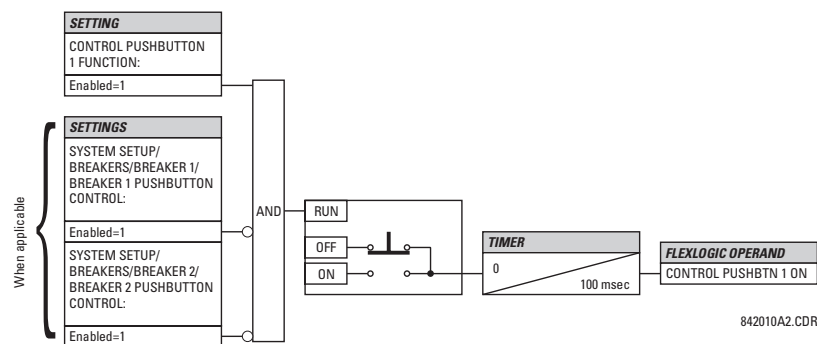 SETTING
CONTROL PUSHBUTTON
1 FUNCTION:
Enabled=1
When applicable
SETTINGS
SYSTEM SETUP/
BREAKERS/BREAKER 1/
BREAKER 1 PUSHBUTTON
CONTROL:
Enabled=1
SYSTEM SETUP/
BREAKERS/BREAKER 2/
BREAKER 2 PUSHBUTTON
CONTROL:
Enabled=1
AND
RUN
OFF
ON
TIMER
0
100 msec
FLEXLOGIC OPERAND
CONTROL PUSHBTN 1 ON
842010A2.CDR